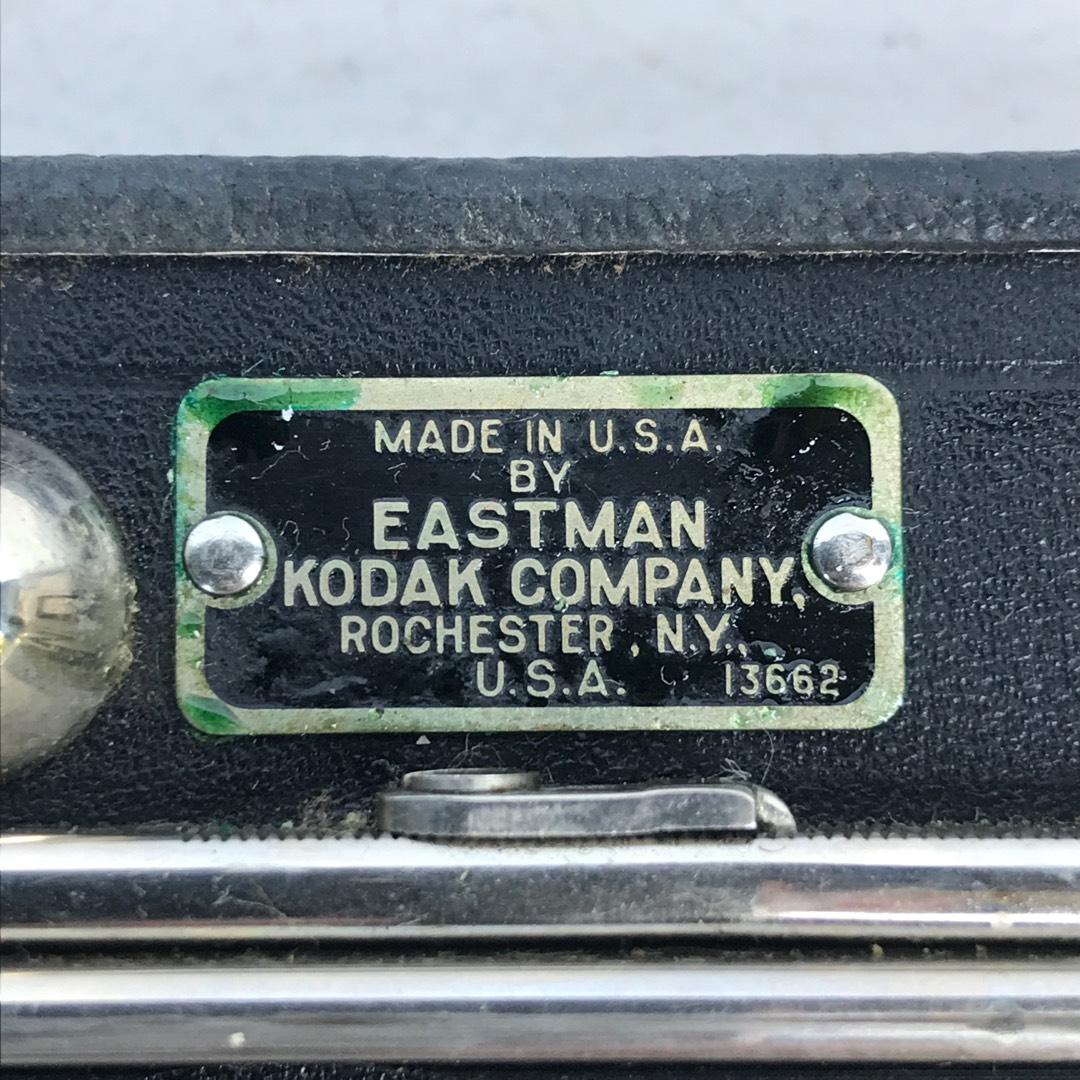 MADE IN U.S.A.
BY
EASTMAN
KODAK COMPANY,
ROCHESTER, N.Y.,
U.S.A. 13662